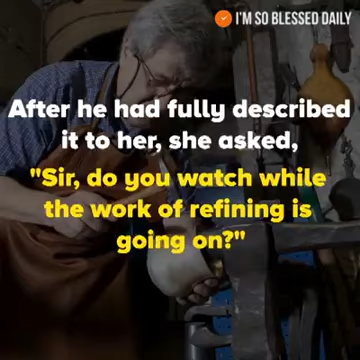 I'M SO BLESSED DAILY
After he had fully described
it to her, she asked,
"Sir, do you watch while
the work of refining is
going on?"